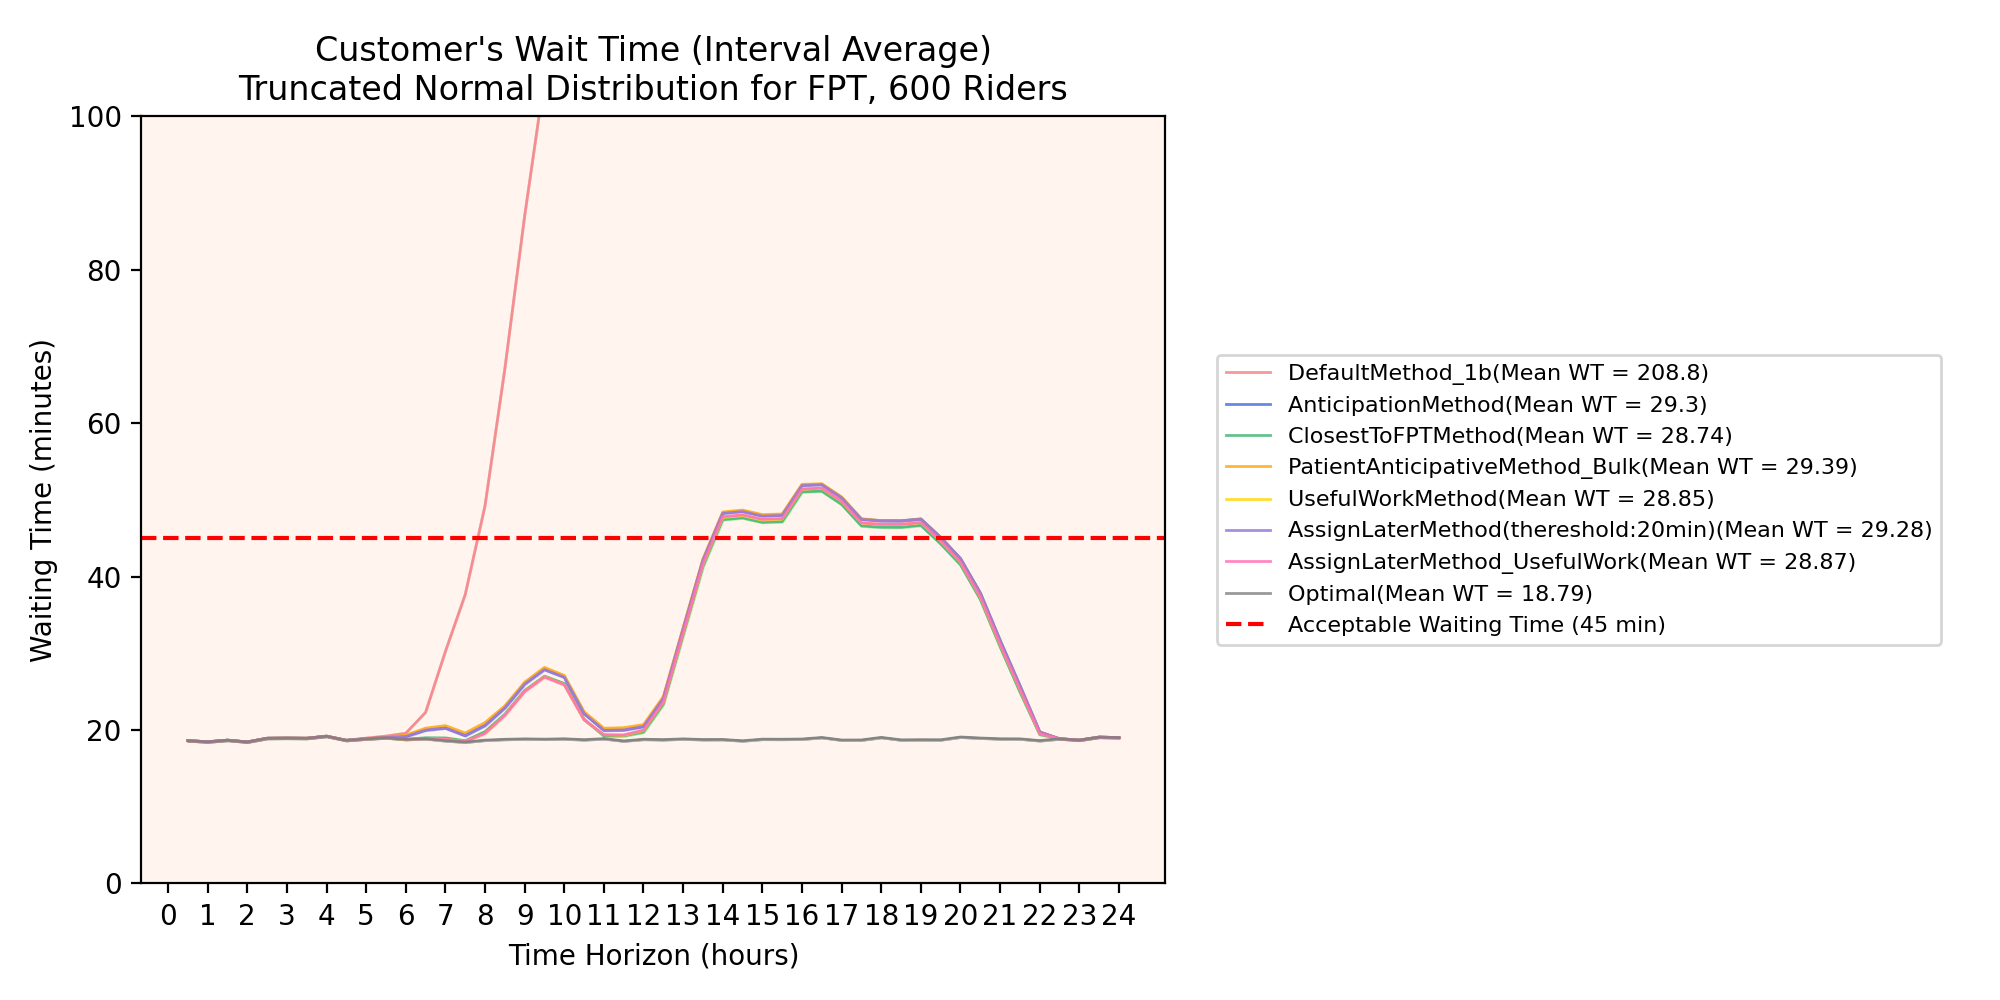 Customer's Wait Time (Interval Average)
Truncated Normal Distribution for FPT, 600 Riders
Waiting Time (minutes)
100
80
60
40
20
0
0 1 2 3 4 5 6 7 8 9 10 11 12 13 14 15 16 17 18 19 20 21 22 23 24
Time Horizon (hours)
DefaultMethod_1b(Mean WT = 208.8)
AnticipationMethod(Mean WT = 29.3)
ClosestToFPTMethod(Mean WT = 28.74)
PatientAnticipativeMethod_Bulk(Mean WT = 29.39)
UsefulWorkMethod(Mean WT = 28.85)
AssignLaterMethod(thereshold:20min)(Mean WT = 29.28)
AssignLaterMethod_UsefulWork(Mean WT = 28.87)
Optimal(Mean WT = 18.79)
Acceptable Waiting Time (45 min)